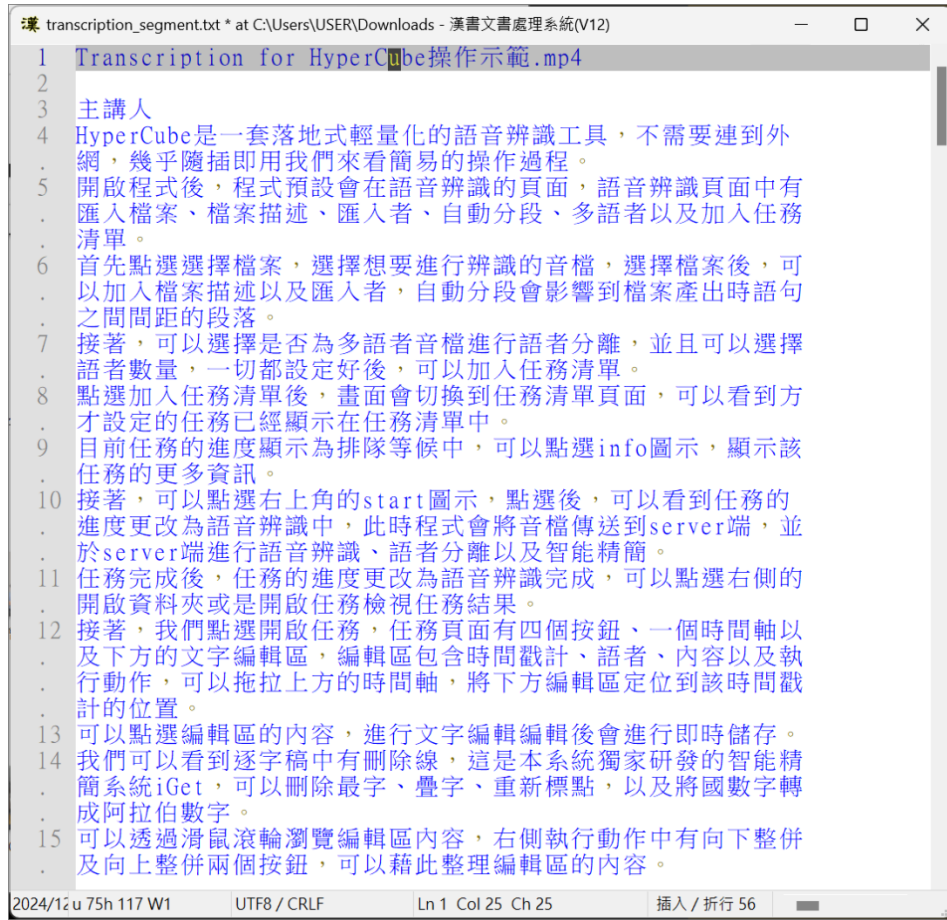 transcription_segment.txt * at C:\Users\USER\Downloads - 漢書文書處理系統(V12)
1 Transcription for HyperCube操作示範.mp4
2
3 主講人
4 HyperCube是一套落地式輕量化的語音辨識工具，不需要連到外
. 網，幾乎隨插即用我們來看簡易的操作過程。
5 開啟程式後，程式預設會在語音辨識的頁面，語音辨識頁面中有
. 匯入檔案、檔案描述、匯入者、自動分段、多語者以及加入任務
. 清單。
6 首先點選選擇檔案，選擇想要進行辨識的音檔，選擇檔案後，可
. 以加入檔案描述以及匯入者，自動分段會影響到檔案產出時語句
. 之間間距的段落。
7 接著，可以選擇是否為多語者音檔進行語者分離，並且可以選擇
. 語者數量，一切都設定好後，可以加入任務清單。
8 點選加入任務清單後，畫面會切換到任務清單頁面，可以看到方
. 才設定的任務已經顯示在任務清單中。
9 目前任務的進度顯示為排隊等候中，可以點選info圖示，顯示該
. 任務的更多資訊。
10 接著，可以點選右上角的start圖示，點選後，可以看到任務的
. 進度更改為語音辨識中，此時程式會將音檔傳送到server端，並
. 於server端進行語音辨識、語者分離以及智能精簡。
11 任務完成後，任務的進度更改為語音辨識完成，可以點選右側的
. 開啟資料夾或是開啟任務檢視任務結果。
12 接著，我們點選開啟任務，任務頁面有四個按鈕、一個時間軸以
. 及下方的文字編輯區，編輯區包含時間戳計、語者、內容以及執
. 行動作，可以拖拉上方的時間軸，將下方編輯區定位到該時間戳
. 計的位置。
13 可以點選編輯區的內容，進行文字編輯編輯後會進行即時儲存。
14 我們可以看到逐字稿中有刪除線，這是本系統獨家研發的智能精
. 簡系統iGet，可以刪除最字、疊字、重新標點，以及將國數字轉
. 成阿拉伯數字。
15 可以透過滑鼠滾輪瀏覽編輯區內容，右側執行動作中有向下整併
. 及向上整併兩個按鈕，可以藉此整理編輯區的內容。
2024/12 u 75h 117 W1 UTF8 / CRLF Ln 1 Col 25 Ch 25 插入 / 折行 56